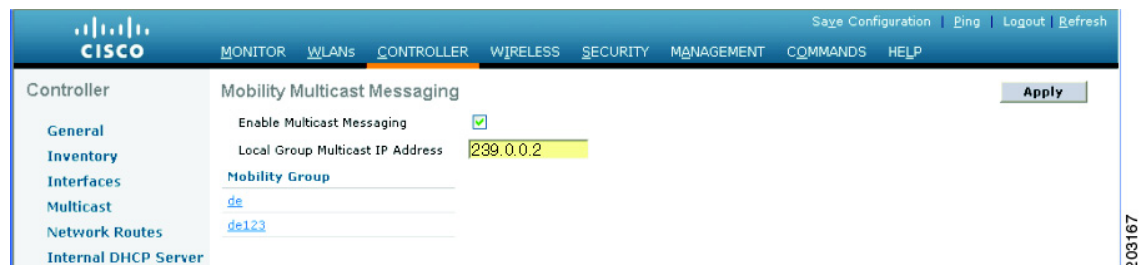 Save Configuration | Ping | Logout | Refresh
CISCO
MONITOR WLANs CONTROLLER WIRELESS SECURITY MANAGEMENT COMMANDS HELP
Controller
General
Inventory
Interfaces
Multicast
Network Routes
Internal DHCP Server
Mobility Multicast Messaging
Apply
Enable Multicast Messaging
Local Group Multicast IP Address 239.0.0.2
Mobility Group
de
de123
203167